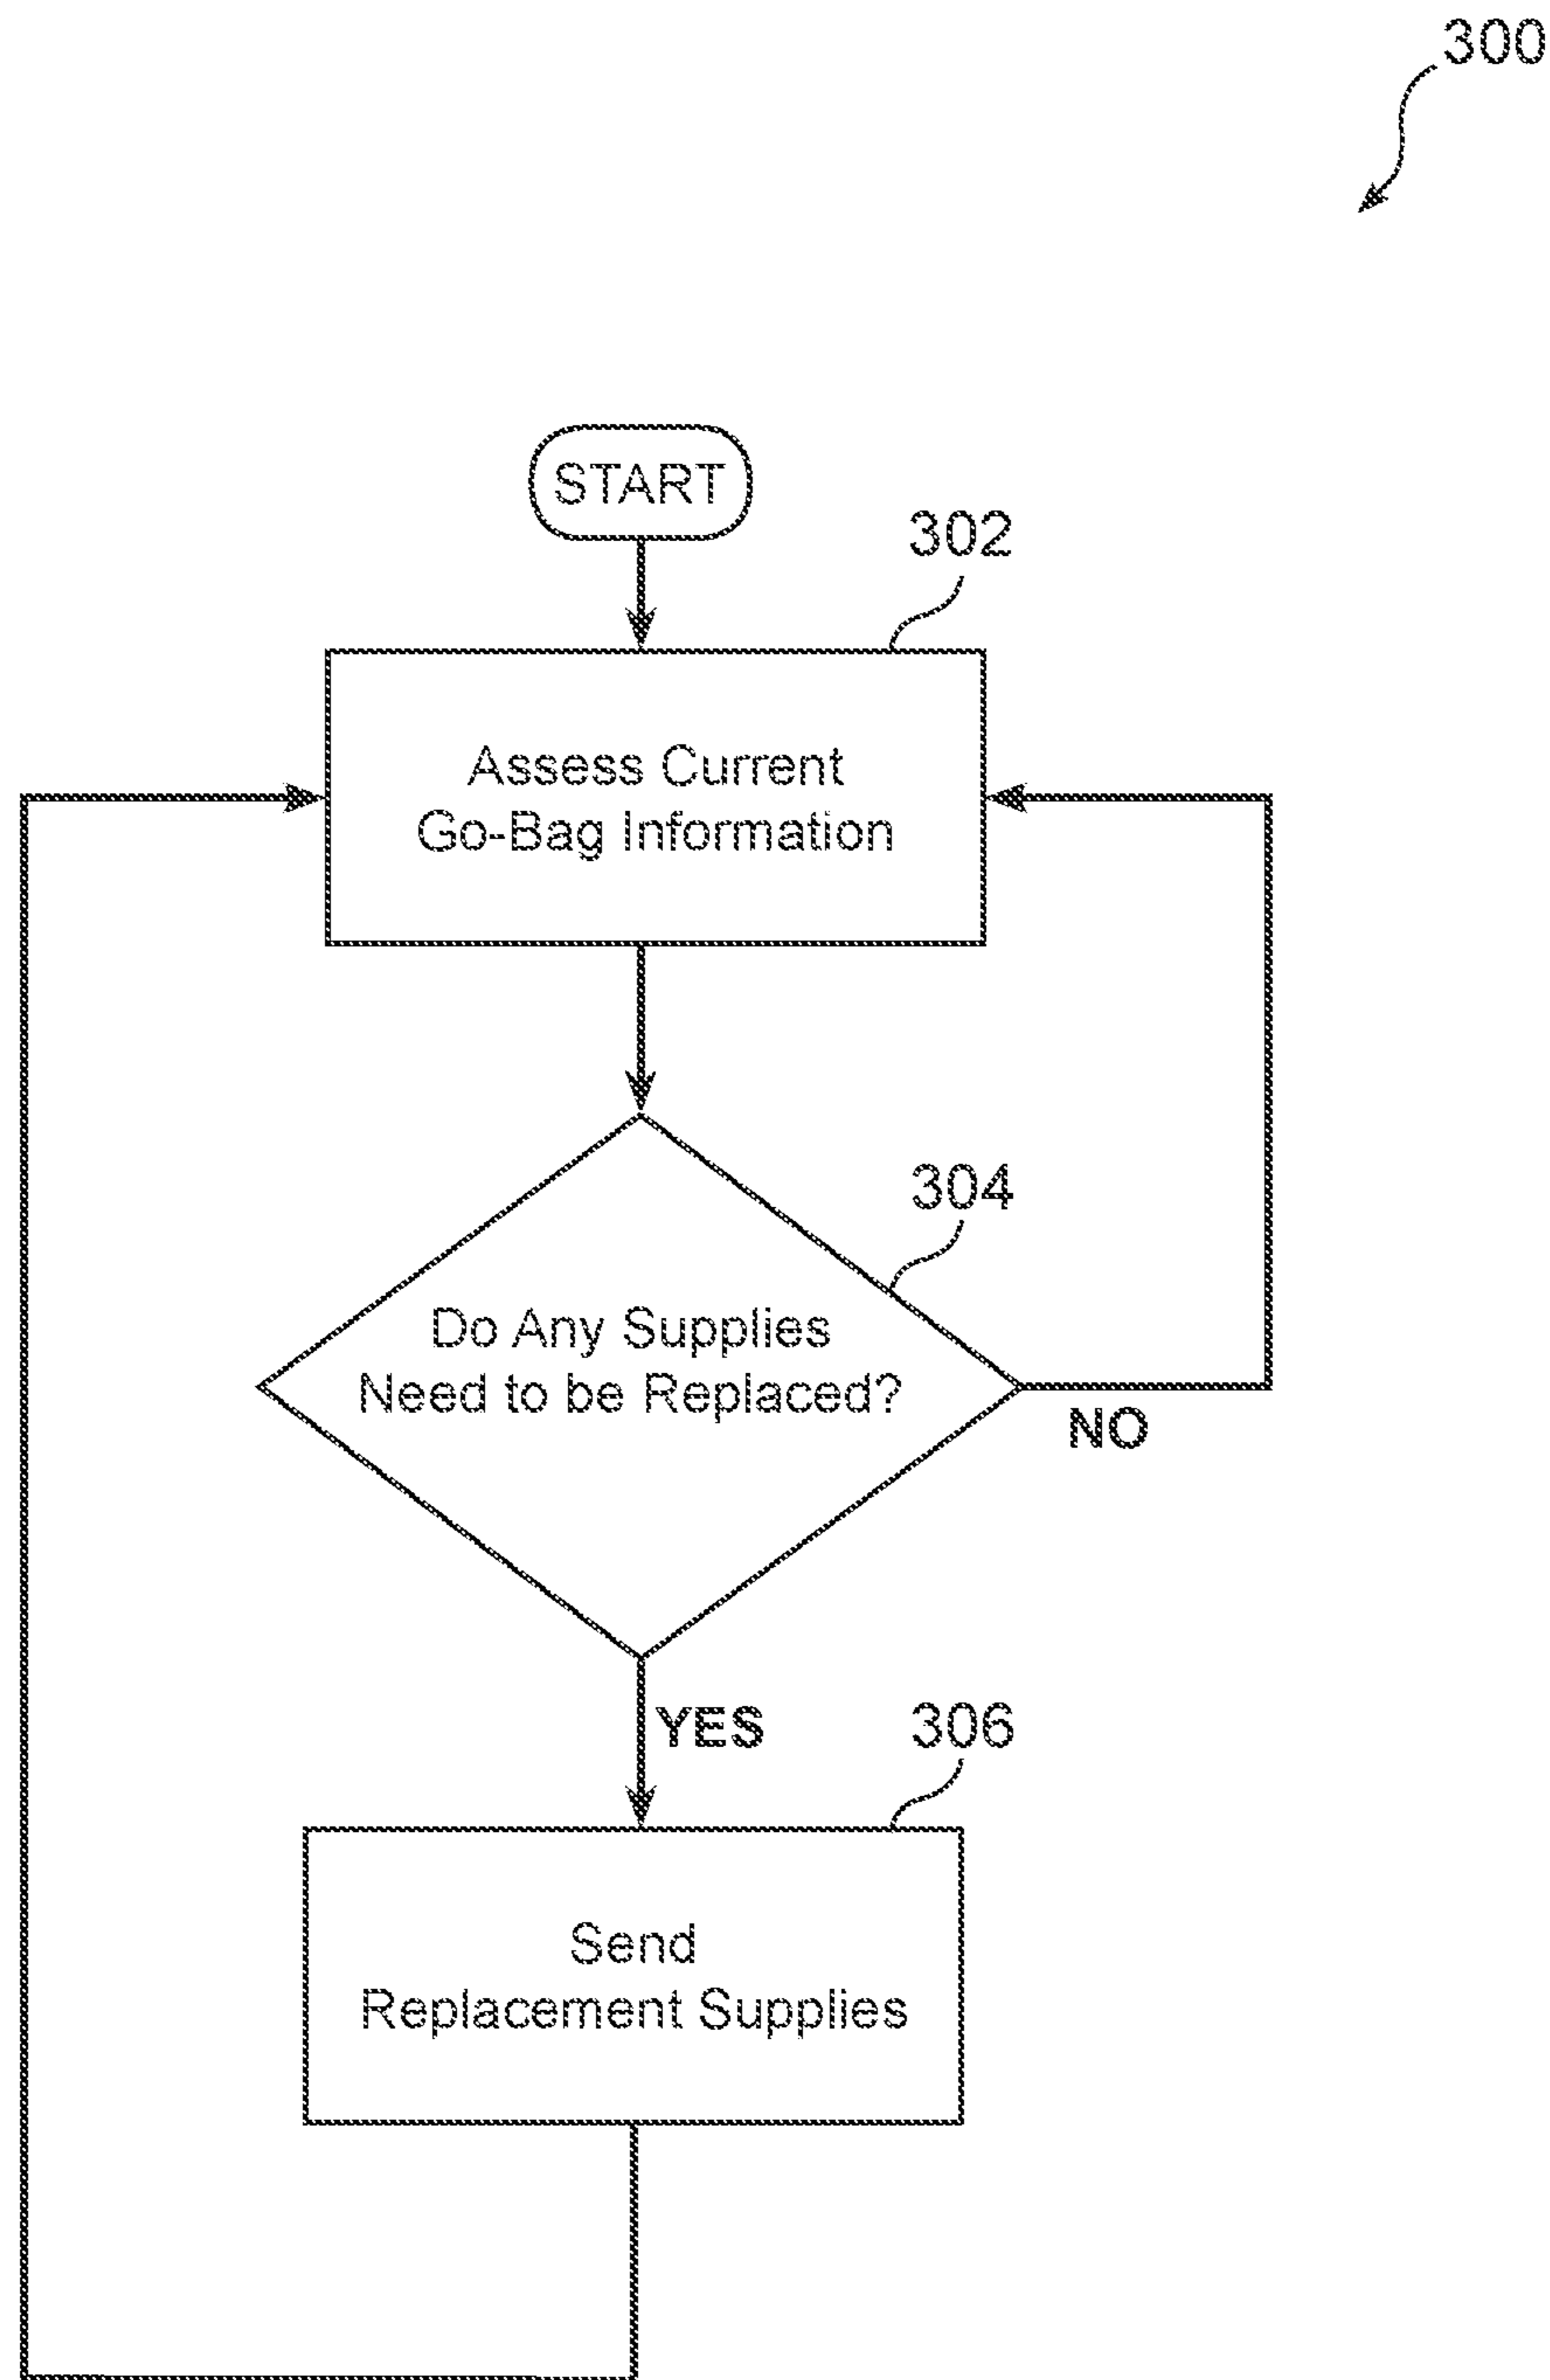 300
START
302
Assess Current
Go-Bag Information
304
Do Any Supplies
Need to be Replaced?
NO
YES
306
Send
Replacement Supplies